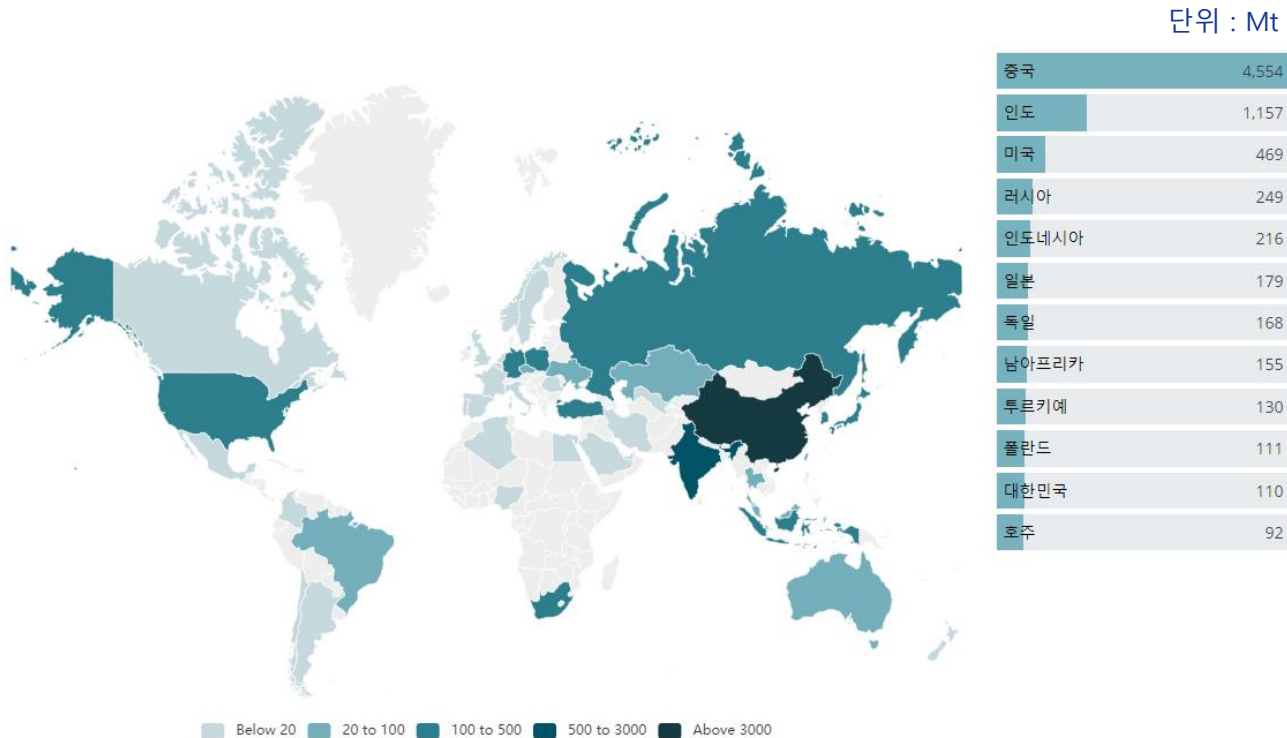 단위 : Mt
중국 4,554
인도 1,157
미국 469
러시아 249
인도네시아 216
일본 179
독일 168
남아프리카 155
투르키예 130
폴란드 111
대한민국 110
호주 92
Below 20 20 to 100 100 to 500 500 to 3000 Above 3000